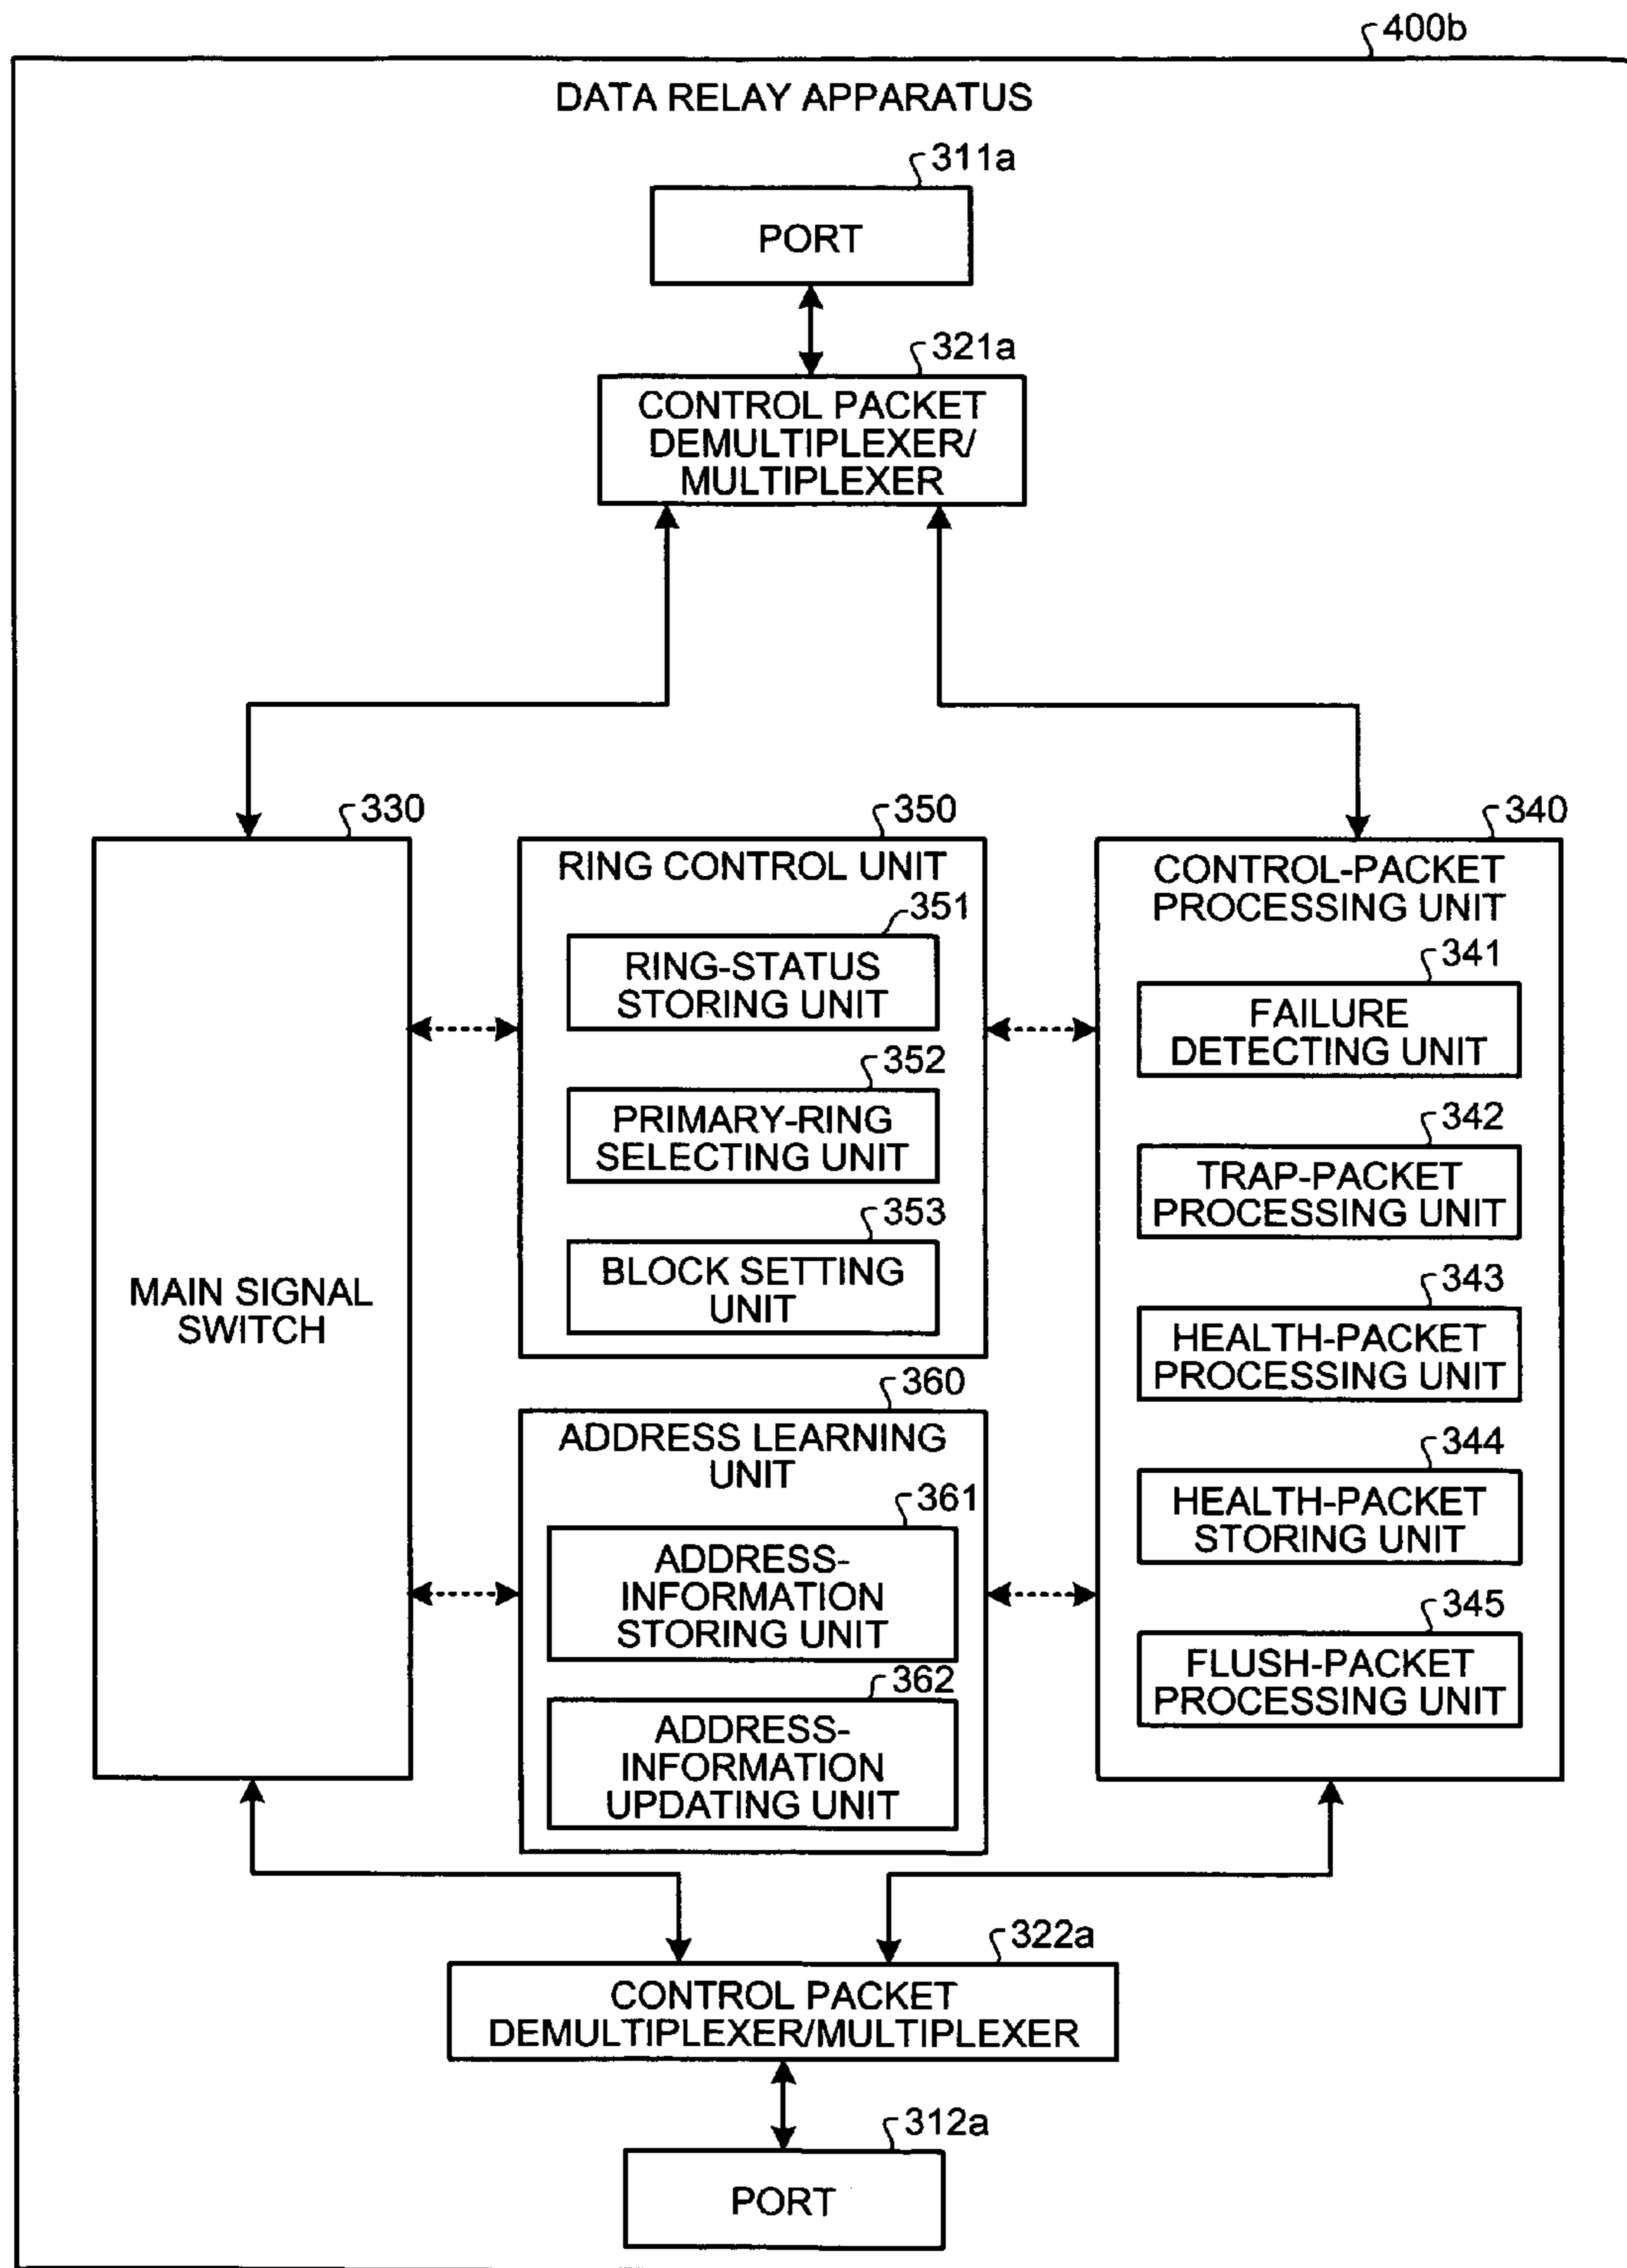 400b
DATA RELAY APPARATUS
311a
PORT
321a
CONTROL PACKET
DEMULTIPLEXER/
MULTIPLEXER
330
MAIN SIGNAL
SWITCH
350
RING CONTROL UNIT
351
RING-STATUS
STORING UNIT
352
PRIMARY-RING
SELECTING UNIT
353
BLOCK SETTING
UNIT
360
ADDRESS LEARNING
UNIT
361
ADDRESS-
INFORMATION
STORING UNIT
362
ADDRESS-
INFORMATION
UPDATING UNIT
340
CONTROL-PACKET
PROCESSING UNIT
341
FAILURE
DETECTING UNIT
342
TRAP-PACKET
PROCESSING UNIT
343
HEALTH-PACKET
PROCESSING UNIT
344
HEALTH-PACKET
STORING UNIT
345
FLUSH-PACKET
PROCESSING UNIT
322a
CONTROL PACKET
DEMULTIPLEXER/MULTIPLEXER
312a
PORT